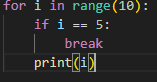 for i in range(10):
    if i == 5:
        break
    print(i)